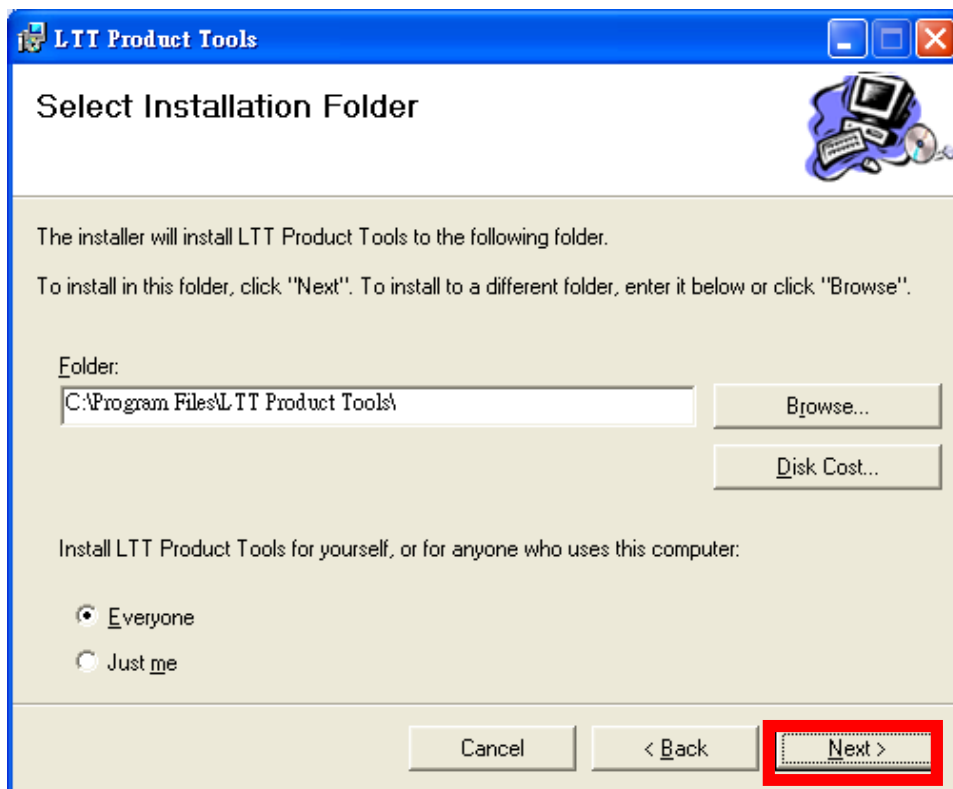 LTT Product Tools
Select Installation Folder
The installer will install LTT Product Tools to the following folder.
To install in this folder, click "Next". To install to a different folder, enter it below or click "Browse".
Folder:
C:\Program Files\LTT Product Tools\
Browse...
Disk Cost...
Install LTT Product Tools for yourself, or for anyone who uses this computer:
Everyone
Just me
Cancel
< Back
Next >